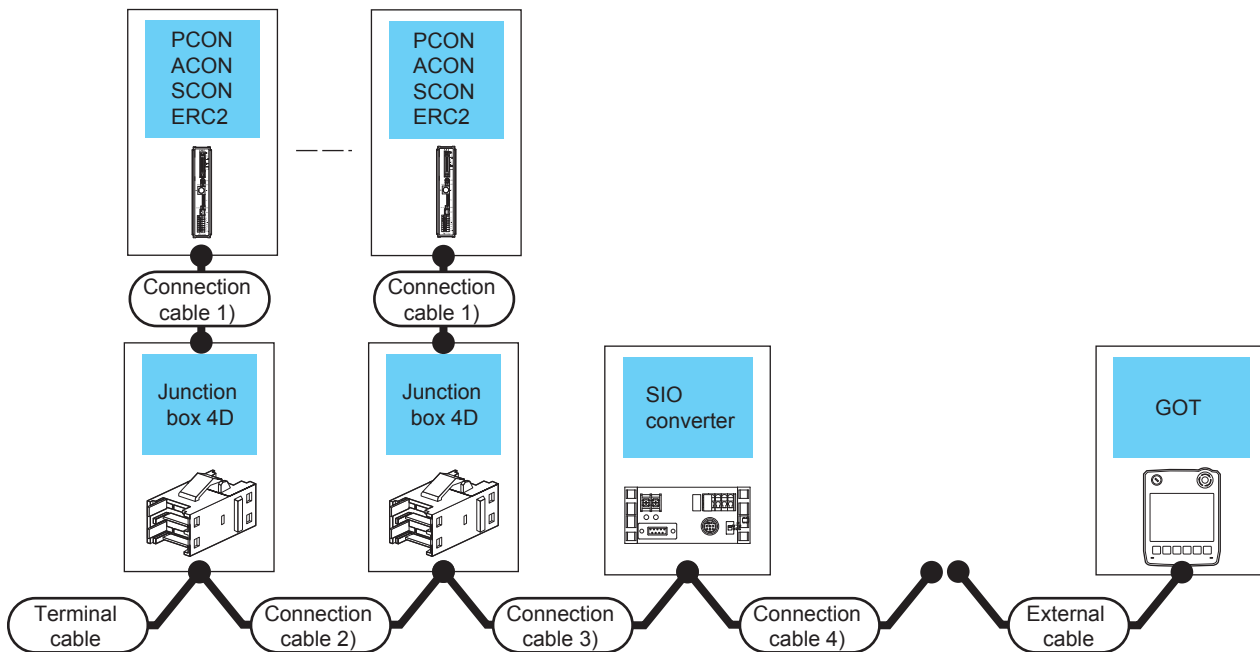 PCON
ACON
SCON
ERC2
PCON
ACON
SCON
ERC2
Connection
cable 1)
Connection
cable 1)
Junction
box 4D
Junction
box 4D
SIO
converter
GOT
Terminal
cable
Connection
cable 2)
Connection
cable 3)
Connection
cable 4)
External
cable